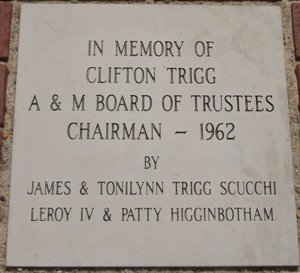 IN MEMORY OF
CLIFTON TRIGG
A & M BOARD OF TRUSTEES
CHAIRMAN - 1962
BY
JAMES & TONILYNN TRIGG SCUCCHI
LEROY IV & PATTY HIGGINBOTHAM